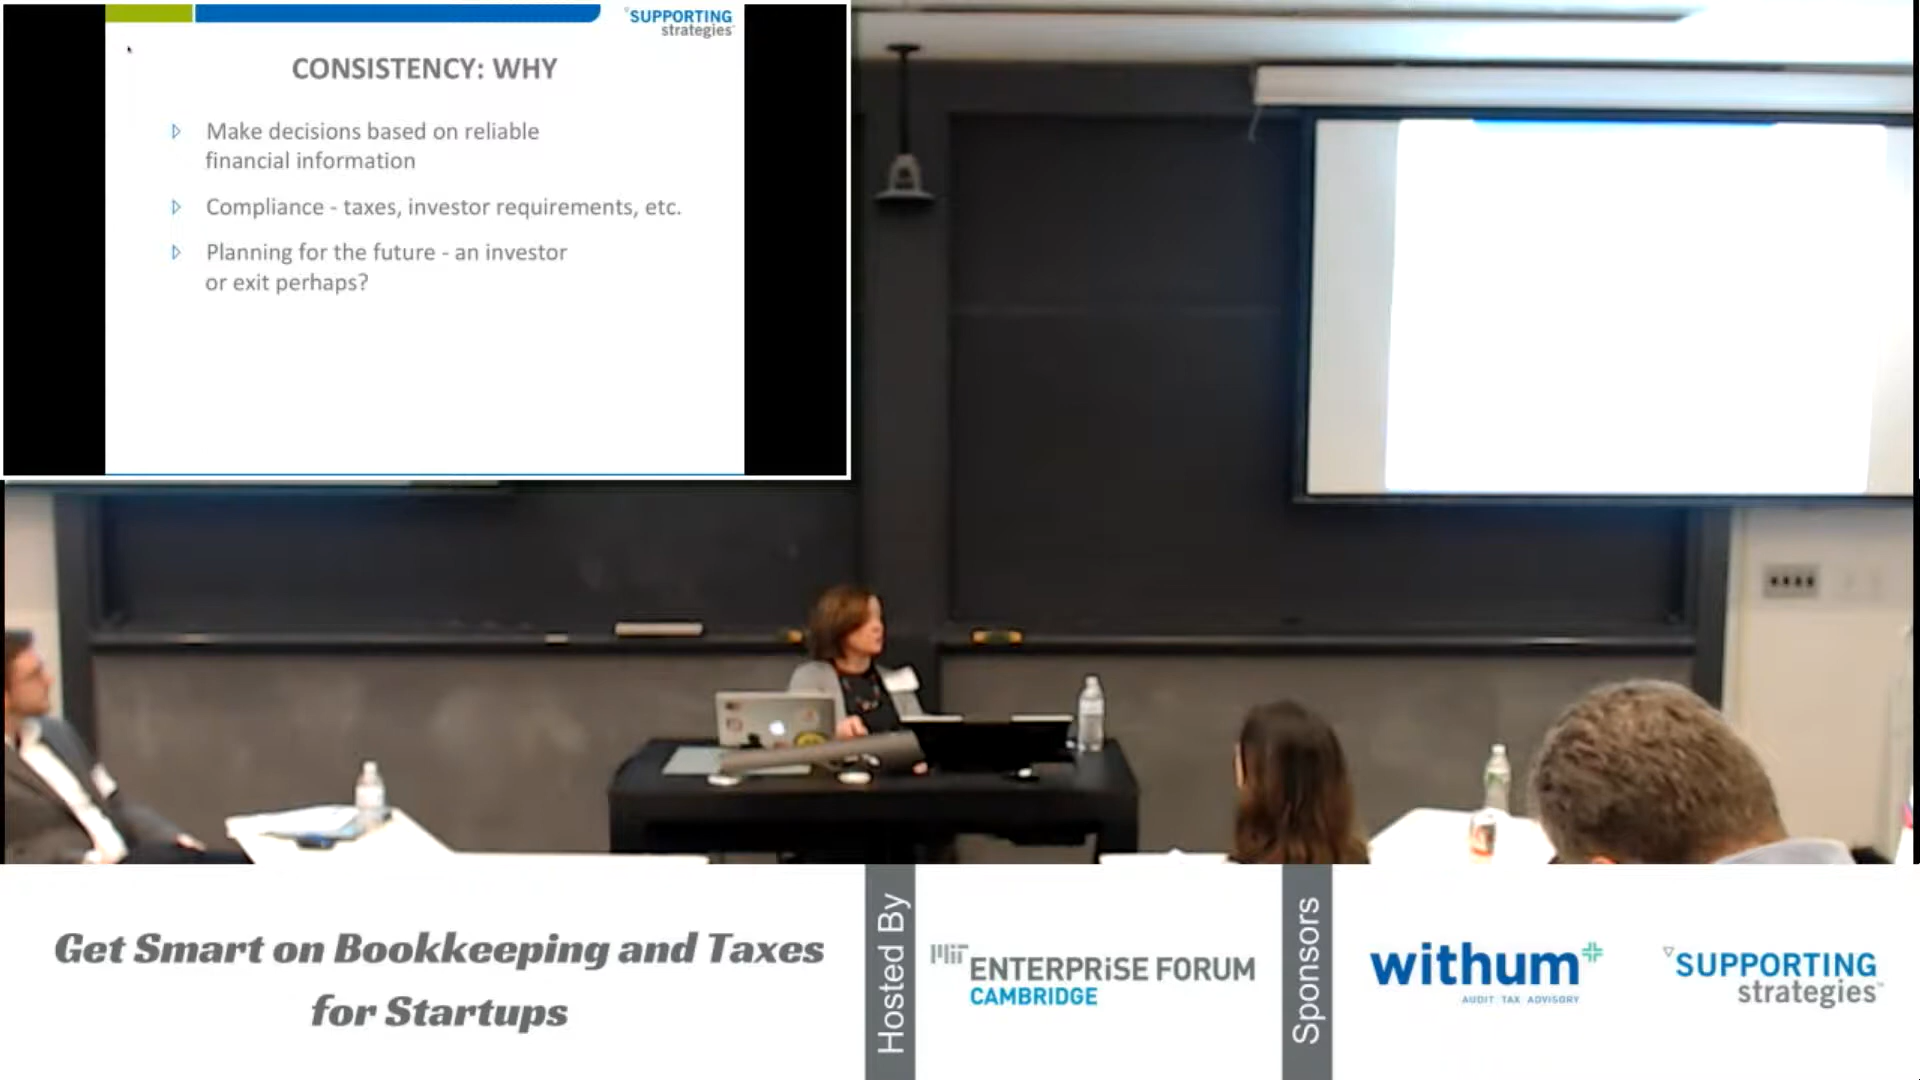 SUPPORTING
strategies
CONSISTENCY: WHY
Make decisions based on reliable
financial information
Compliance - taxes, investor requirements, etc.
Planning for the future - an investor
or exit perhaps?
Get Smart on Bookkeeping and Taxes
for Startups
Hosted By
MIT
ENTERPRiSE FORUM
CAMBRIDGE
Sponsors
withum
AUDIT TAX ADVISORY
SUPPORTING
strategies